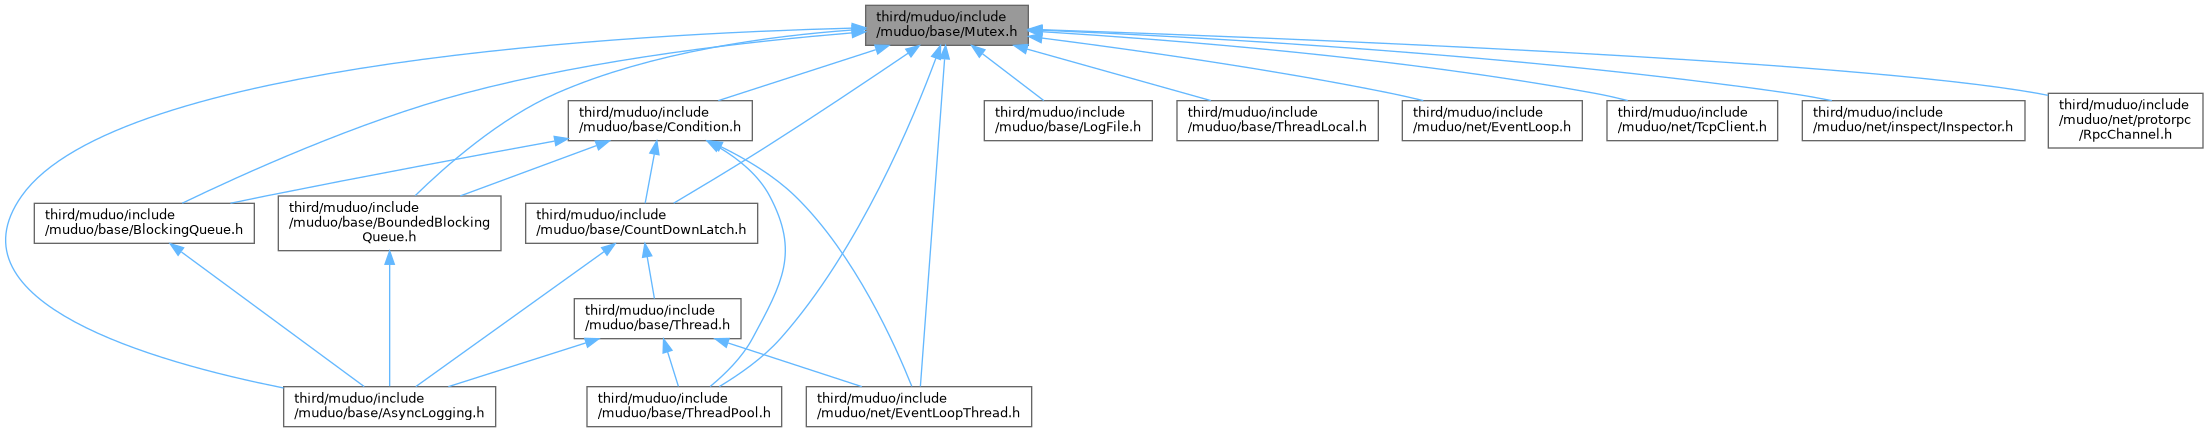 third/muduo/include
/muduo/base/Mutex.h
third/muduo/include
/muduo/base/Condition.h
third/muduo/include
/muduo/base/LogFile.h
third/muduo/include
/muduo/base/ThreadLocal.h
third/muduo/include
/muduo/net/EventLoop.h
third/muduo/include
/muduo/net/TcpClient.h
third/muduo/include
/muduo/net/inspect/Inspector.h
third/muduo/include
/muduo/net/protorpc
/RpcChannel.h
third/muduo/include
/muduo/base/BlockingQueue.h
third/muduo/include
/muduo/base/BoundedBlocking
Queue.h
third/muduo/include
/muduo/base/CountDownLatch.h
third/muduo/include
/muduo/base/Thread.h
third/muduo/include
/muduo/base/AsyncLogging.h
third/muduo/include
/muduo/base/ThreadPool.h
third/muduo/include
/muduo/net/EventLoopThread.h